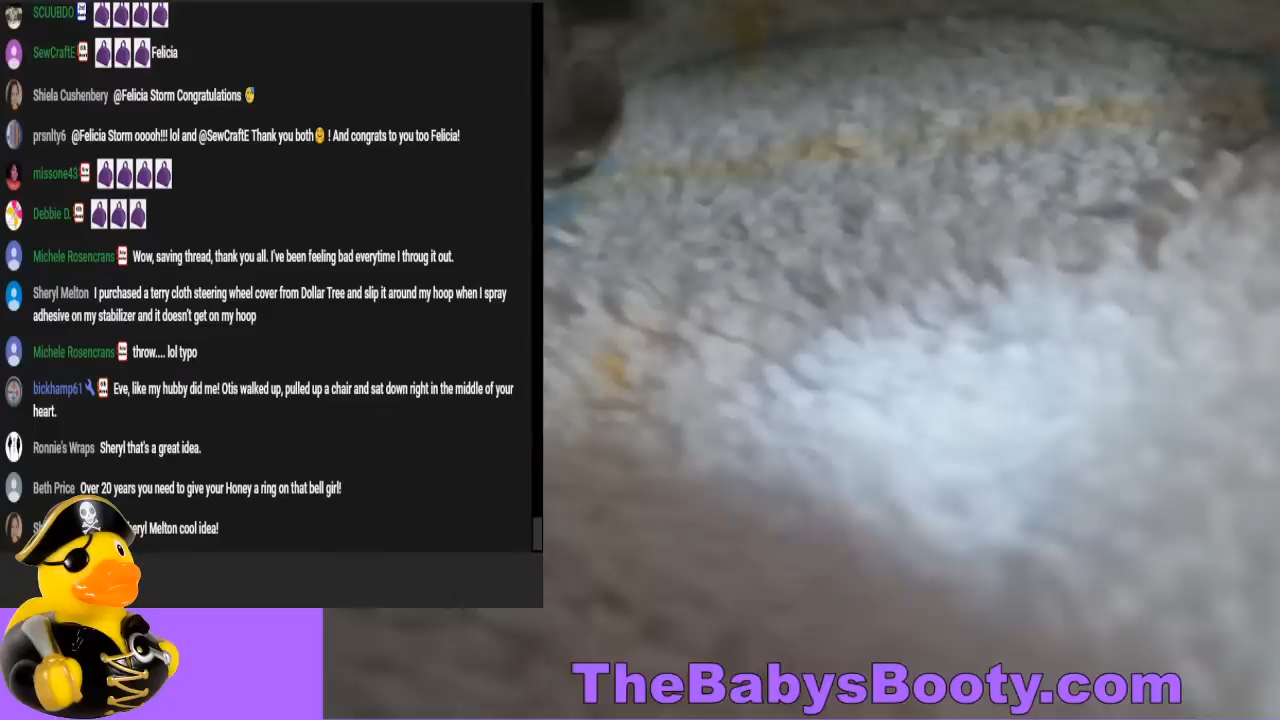 SCUUBDO
SewCraftE Felicia
Shiela Cushenbery @Felicia Storm Congratulations
prsnlty6 @Felicia Storm ooooh!!! lol and @SewCraftE Thank you both ! And congrats to you too Felicia!
missone43
Debbie D.
Michele Rosencrans Wow, saving thread, thank you all. I've been feeling bad everytime I throug it out.
Sheryl Melton I purchased a terry cloth steering wheel cover from Dollar Tree and slip it around my hoop when I spray
adhesive on my stabilizer and it doesn't get on my hoop
Michele Rosencrans throw.... lol typo
bickhamp61 Eve, like my hubby did me! Otis walked up, pulled up a chair and sat down right in the middle of your
heart.
Ronnie's Wraps Sheryl that's a great idea.
Beth Price Over 20 years you need to give your Honey a ring on that bell girl!
Sh eryl Melton cool idea!
TheBabysBooty.com